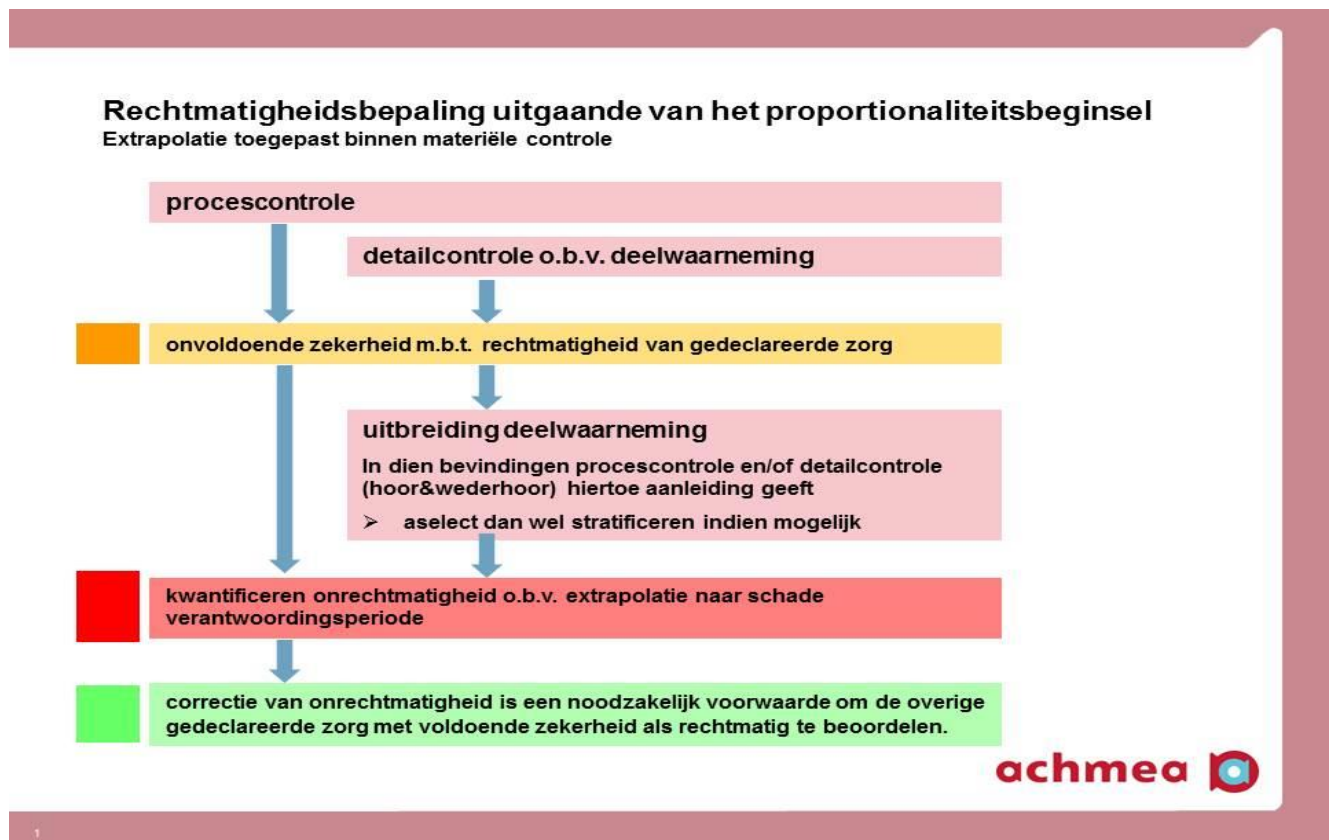 Rechtmatigheidsbepaling uitgaande van het proportionaliteitsbeginsel
Extrapolatie toegepast binnen materiële controle
procescontrole
detailcontrole o.b.v. deelwaarneming
onvoldoende zekerheid m.b.t. rechtmatigheid van gedeclareerde zorg
uitbreiding deelwaarneming
In dien bevindingen procescontrole en/of detailcontrole
(hoor&wederhoor) hiertoe aanleiding geeft
➢ aselect dan wel stratificeren indien mogelijk
kwantificeren onrechtmatigheid o.b.v. extrapolatie naar schade
verantwoordingsperiode
correctie van onrechtmatigheid is een noodzakelijk voorwaarde om de overige
gedeclareerde zorg met voldoende zekerheid als rechtmatig te beoordelen.
achmea
1